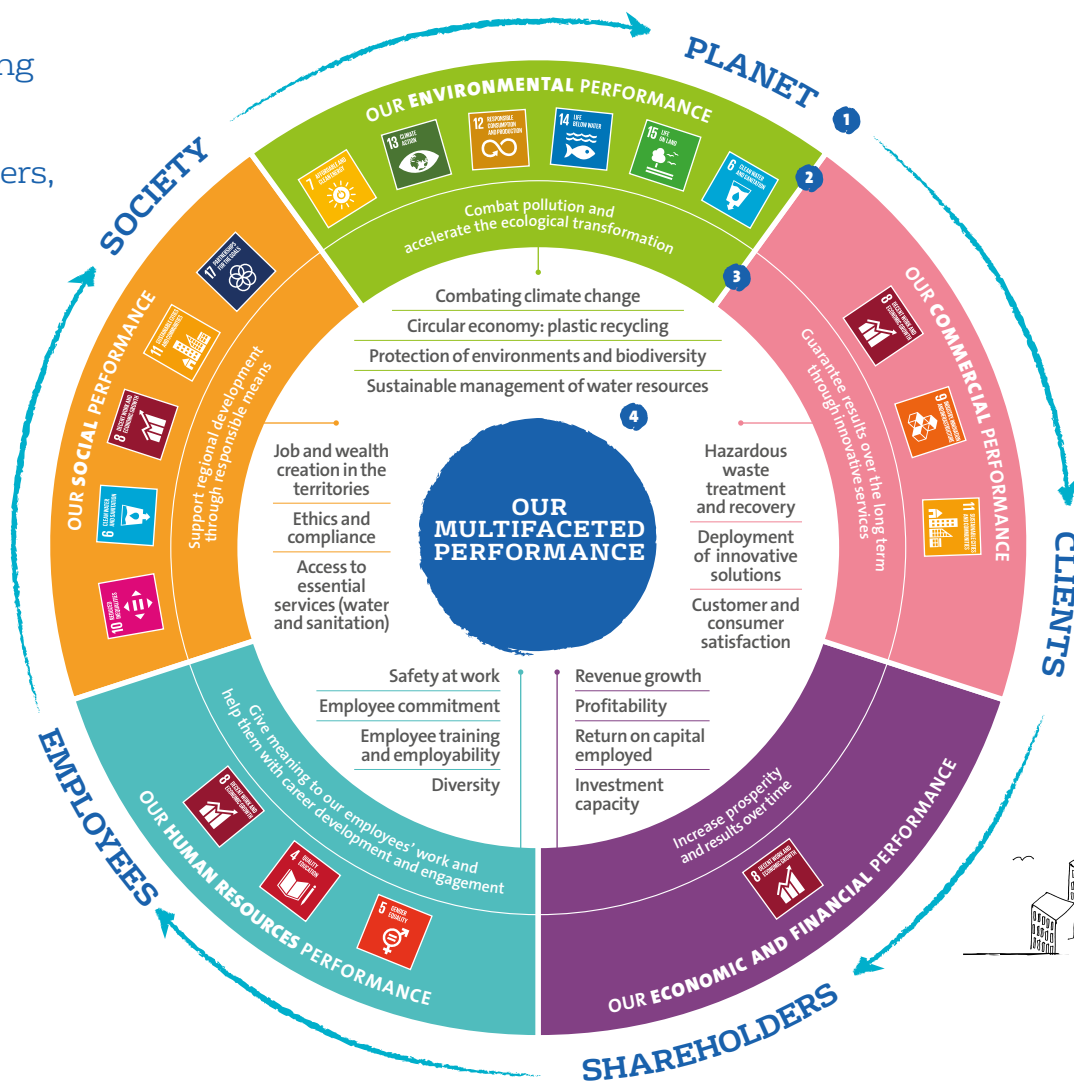 ng
ers,
PLANET
1
OUR ENVIRONMENTAL PERFORMANCE
7 AFFORDABLE AND
CLEAN ENERGY
13 CLIMATE
ACTION
12 RESPONSIBLE
CONSUMPTION
AND PRODUCTION
14 LIFE
BELOW WATER
15 LIFE
ON LAND
6 CLEAN WATER
AND SANITATION
2
Combat pollution and
accelerate the ecological transformation
3
Combating climate change
Circular economy: plastic recycling
Protection of environments and biodiversity
Sustainable management of water resources
4
CLIENTS
OUR COMMERCIAL PERFORMANCE
8 DECENT WORK AND
ECONOMIC GROWTH
9 INDUSTRY, INNOVATION
AND INFRASTRUCTURE
11 SUSTAINABLE CITIES
AND COMMUNITIES
Guarantee results over the long term
through innovative services
Hazardous
waste
treatment
and recovery
Deployment
of innovative
solutions
Customer and
consumer
satisfaction
SHAREHOLDERS
OUR ECONOMIC AND FINANCIAL PERFORMANCE
8 DECENT WORK AND
ECONOMIC GROWTH
Increase prosperity
and results over time
Revenue growth
Profitability
Return on capital
employed
Investment
capacity
EMPLOYEES
OUR HUMAN RESOURCES PERFORMANCE
8 DECENT WORK AND
ECONOMIC GROWTH
4 QUALITY
EDUCATION
5 GENDER
EQUALITY
Give meaning to our employees' work and
help them with career development and engagement
Safety at work
Employee commitment
Employee training
and employability
Diversity
SOCIETY
OUR SOCIAL PERFORMANCE
17 PARTNERSHIPS
FOR THE GOALS
11 SUSTAINABLE CITIES
AND COMMUNITIES
8 DECENT WORK AND
ECONOMIC GROWTH
6 CLEAN WATER
AND SANITATION
10 REDUCED
INEQUALITIES
Support regional development
through responsible means
Job and wealth
creation in the
territories
Ethics and
compliance
Access to
essential
services (water
and sanitation)
OUR
MULTIFACETED
PERFORMANCE